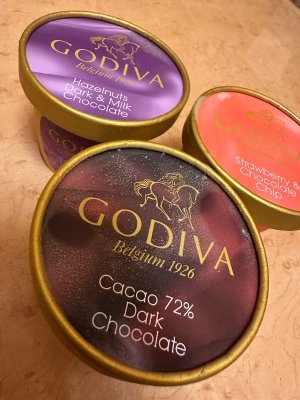 GODIVA
Belgium 1926
Hazelnuts
Dark & Milk
Chocolate
Strawberry &
Chocolate
Chip
GODIVA
Belgium 1926
Cacao 72%
Dark
Chocolate